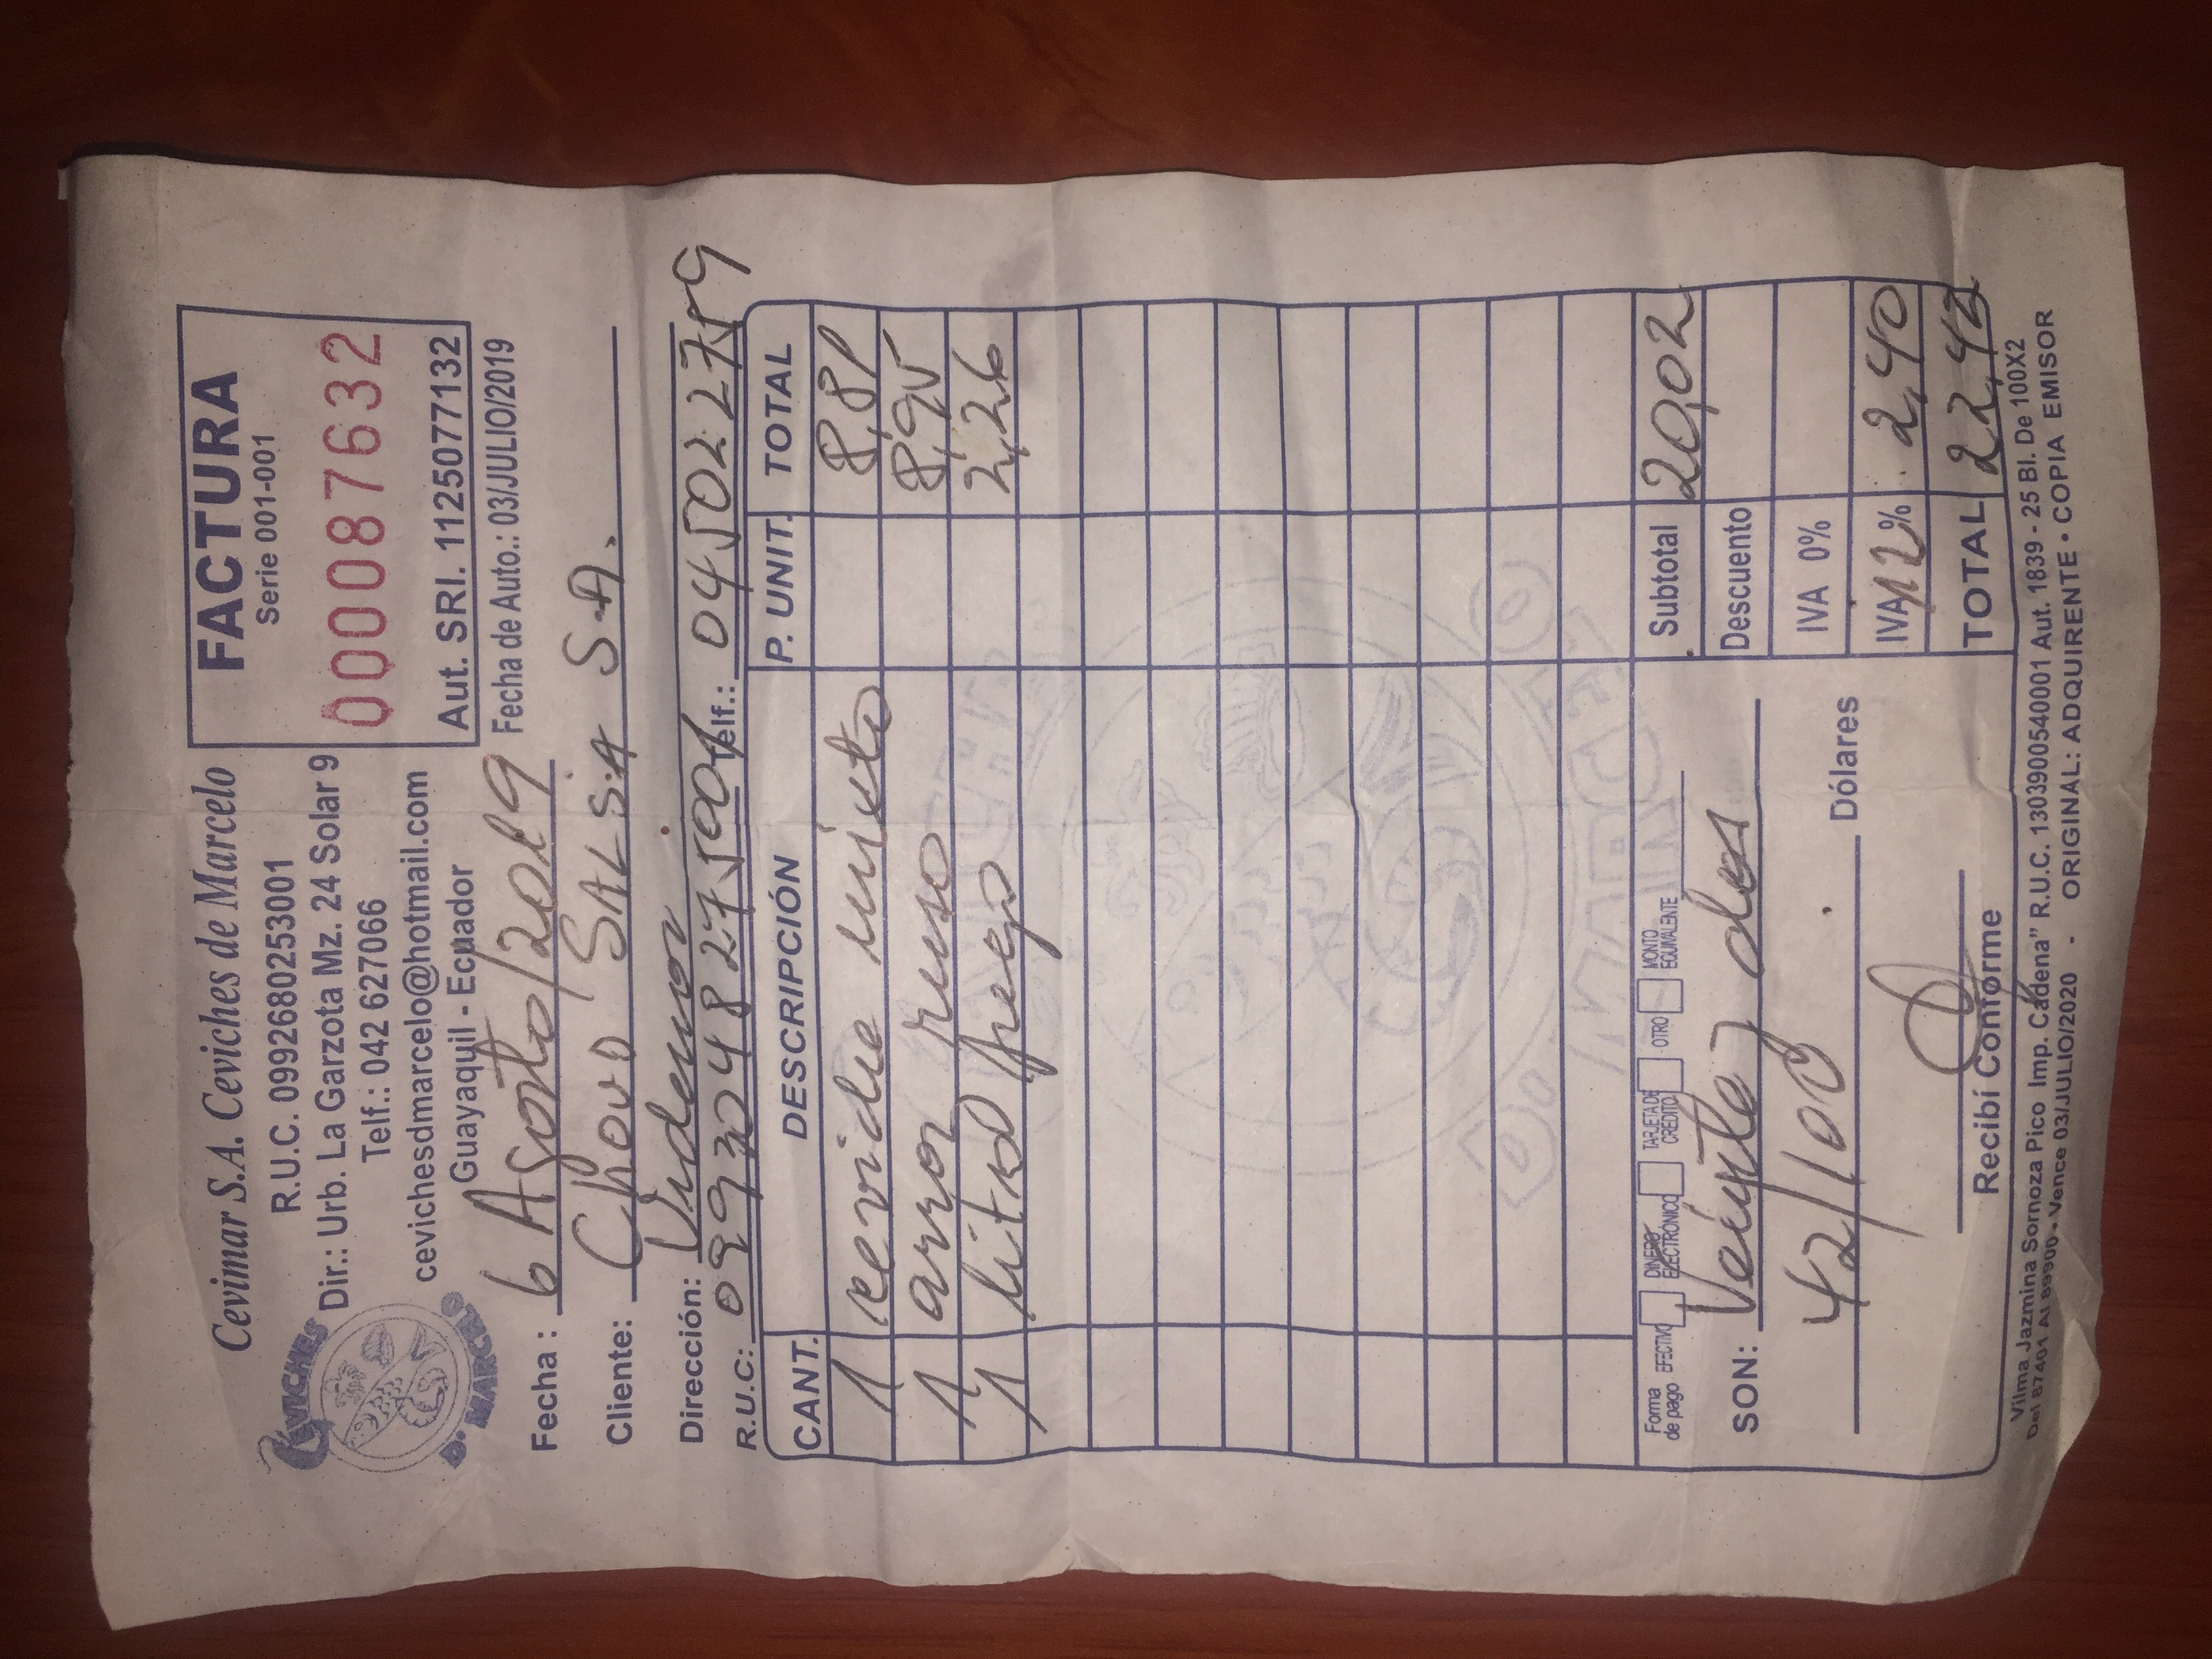 Cevimar S.A. Ceviches de Marcelo
R.U.C. 0992680253001
Dir.: Urb. La Garzota Mz. 24 Solar 9
Telf.: 042 627066
cevichesdmarcelo@hotmail.com
Guayaquil - Ecuador
CEVICHES
D' MARCELO
FACTURA
Serie 001-001
000087632
Aut. SRI. 1125077132
Fecha de Auto.: 03/JULIO/2019
Fecha: 6 Agosto/2019
Cliente: Chovo SALSA S.A.
Dirección:
R.U.C: 09932048275001 Telf.: 045022759
CANT. DESCRIPCIÓN P. UNIT. TOTAL
1 ceviche mixto 8,81
1 arroz ruso 8,95
1 litro 2,26
Forma de pago EFECTIVO DINERO ELECTRÓNICO TARJETA DE CRÉDITO OTRO MONTO EQUIVALENTE
Subtotal 20,02
SON: Veinte y dos
Descuento
42/100 Dólares
IVA 0%
IVA 12% 2,40
TOTAL 22,42
Recibí Conforme
Vilma Jazmina Sornoza Pico Imp. Cadena" R.U.C. 1303900540001 Aut. 1839 - 25 Bl. De 100X2
Del 87401 Al 89900 • Vence 03/JULIO/2020 - ORIGINAL: ADQUIRENTE • COPIA EMISOR